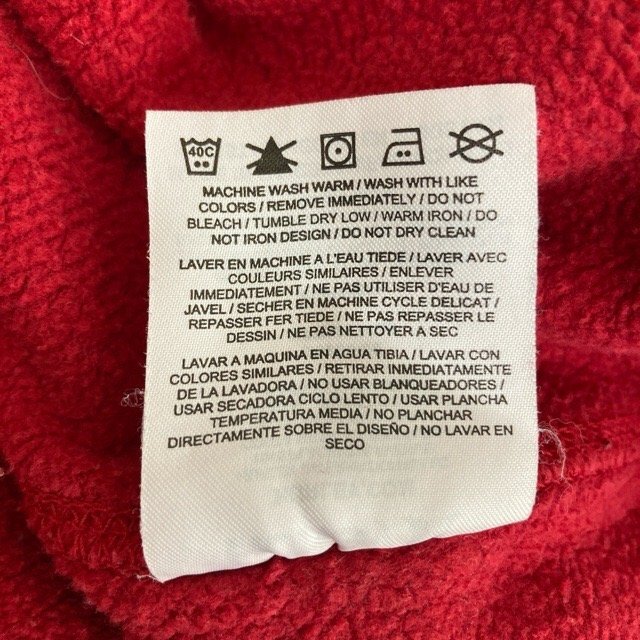 40C
MACHINE WASH WARM / WASH WITH LIKE
COLORS / REMOVE IMMEDIATELY / DO NOT
BLEACH / TUMBLE DRY LOW / WARM IRON / DO
NOT IRON DESIGN / DO NOT DRY CLEAN
LAVER EN MACHINE A L'EAU TIEDE / LAVER AVEC
COULEURS SIMILAIRES / ENLEVER
IMMEDIATEMENT / NE PAS UTILISER D'EAU DE
JAVEL / SECHER EN MACHINE CYCLE DELICAT /
REPASSER FER TIEDE / NE PAS REPASSER LE
DESSIN / NE PAS NETTOYER A SEC
LAVAR A MAQUINA EN AGUA TIBIA / LAVAR CON
COLORES SIMILARES / RETIRAR INMEDIATAMENTE
DE LA LAVADORA / NO USAR BLANQUEADORES /
USAR SECADORA CICLO LENTO / USAR PLANCHA
TEMPERATURA MEDIA / NO PLANCHAR
DIRECTAMENTE SOBRE EL DISEÑO / NO LAVAR EN
SECO